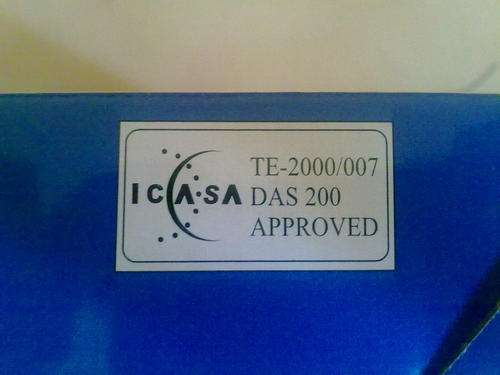 ICASA
TE-2000/007
DAS 200
APPROVED